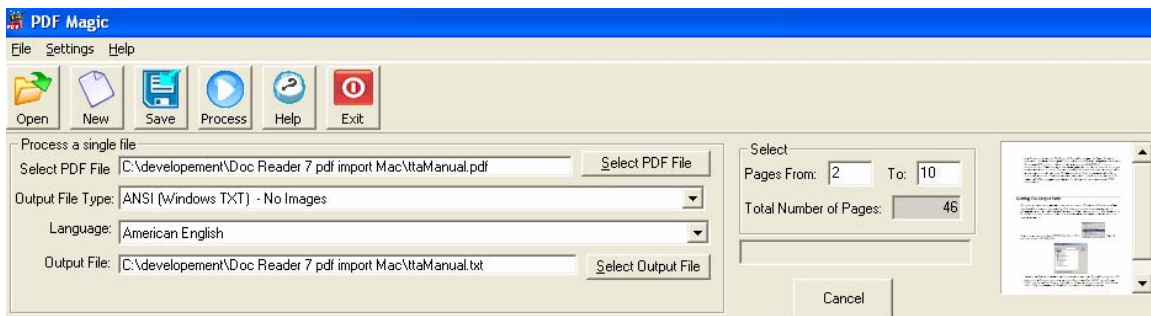 PDF Magic
File Settings Help
Open New Save Process Help Exit
Process a single file
Select PDF File C:\developement\Doc Reader 7 pdf import Mac\ttaManual.pdf Select PDF File
Output File Type: ANSI (Windows TXT) - No Images
Language: American English
Output File: C:\developement\Doc Reader 7 pdf import Mac\ttaManual.txt Select Output File
Select
Pages From: 2 To: 10
Total Number of Pages: 46
Cancel